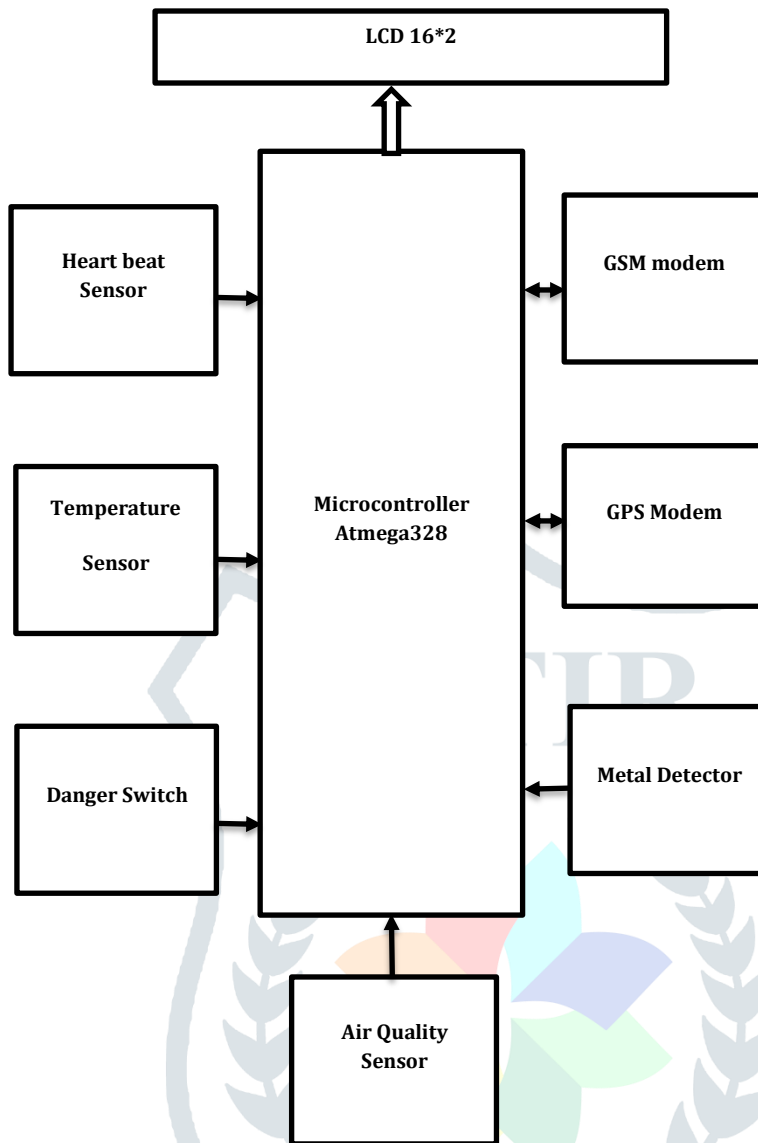 LCD 16*2
Heart beat
Sensor
GSM modem
Temperature
Sensor
Microcontroller
Atmega328
GPS Modem
Danger Switch
Metal Detector
Air Quality
Sensor